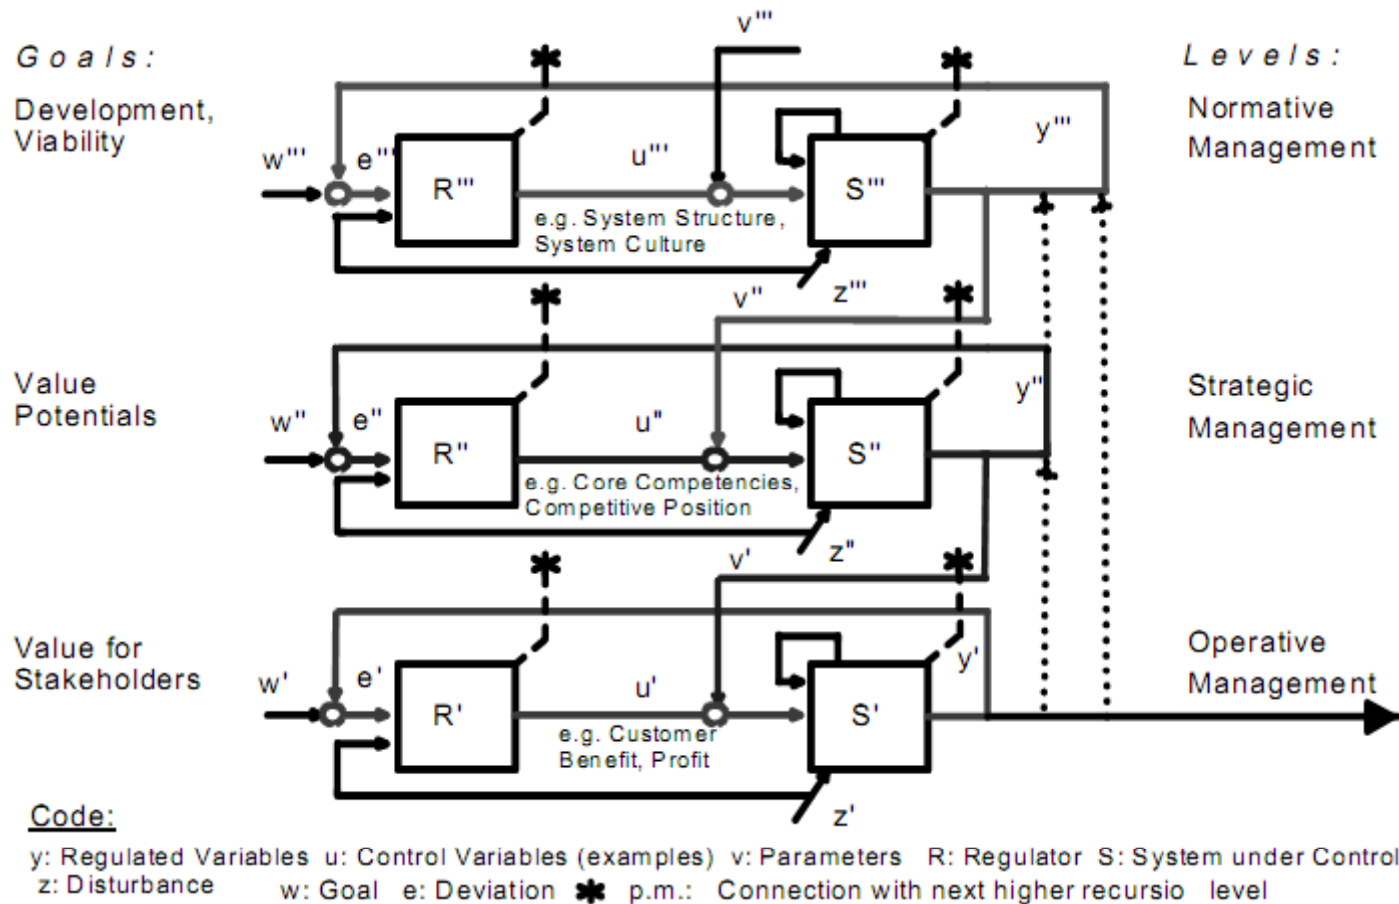 Goals:
Levels:
Development,
Viability
Normative
Management
v'''
y'''
w'''
e'''
R'''
u'''
S'''
e.g. System Structure,
System Culture
z'''
v''
Value
Potentials
Strategic
Management
y''
w''
e''
R''
u''
S''
e.g. Core Competencies,
Competitive Position
z''
v'
Value for
Stakeholders
Operative
Management
y'
w'
e'
R'
u'
S'
e.g. Customer
Benefit, Profit
z'
Code:
y: Regulated Variables u: Control Variables (examples) v: Parameters R: Regulator S: System under Control
z: Disturbance w: Goal e: Deviation ✱ p.m.: Connection with next higher recursio level